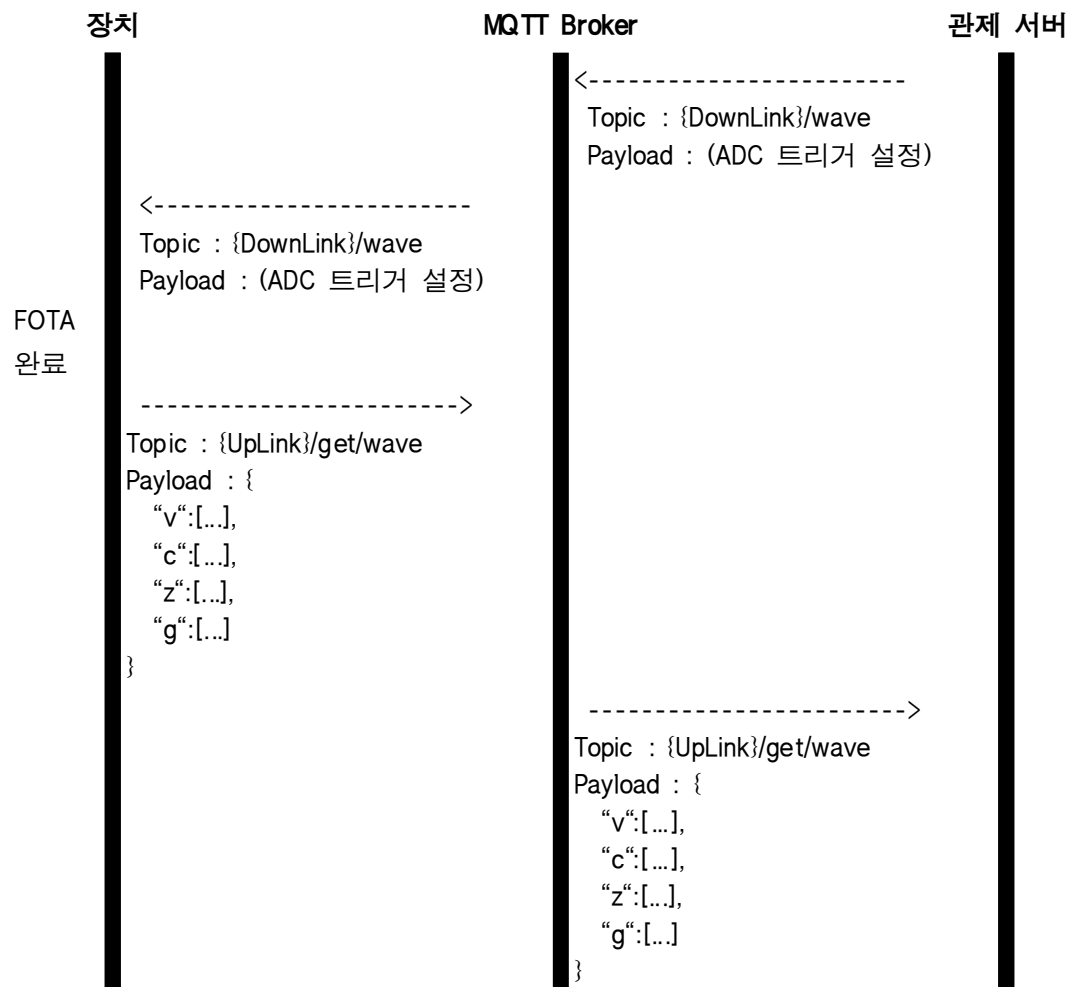 장치 MQTT Broker 관제 서버
<------------------------
Topic : {DownLink}/wave
Payload : (ADC 트리거 설정)
<------------------------
Topic : {DownLink}/wave
Payload : (ADC 트리거 설정)
FOTA
완료
------------------------>
Topic : {UpLink}/get/wave
Payload : {
“v“:[...],
“c“:[...],
“z“:[...],
“g“:[...]
}
------------------------>
Topic : {UpLink}/get/wave
Payload : {
“v“:[...],
“c“:[...],
“z“:[...],
“g“:[...]
}